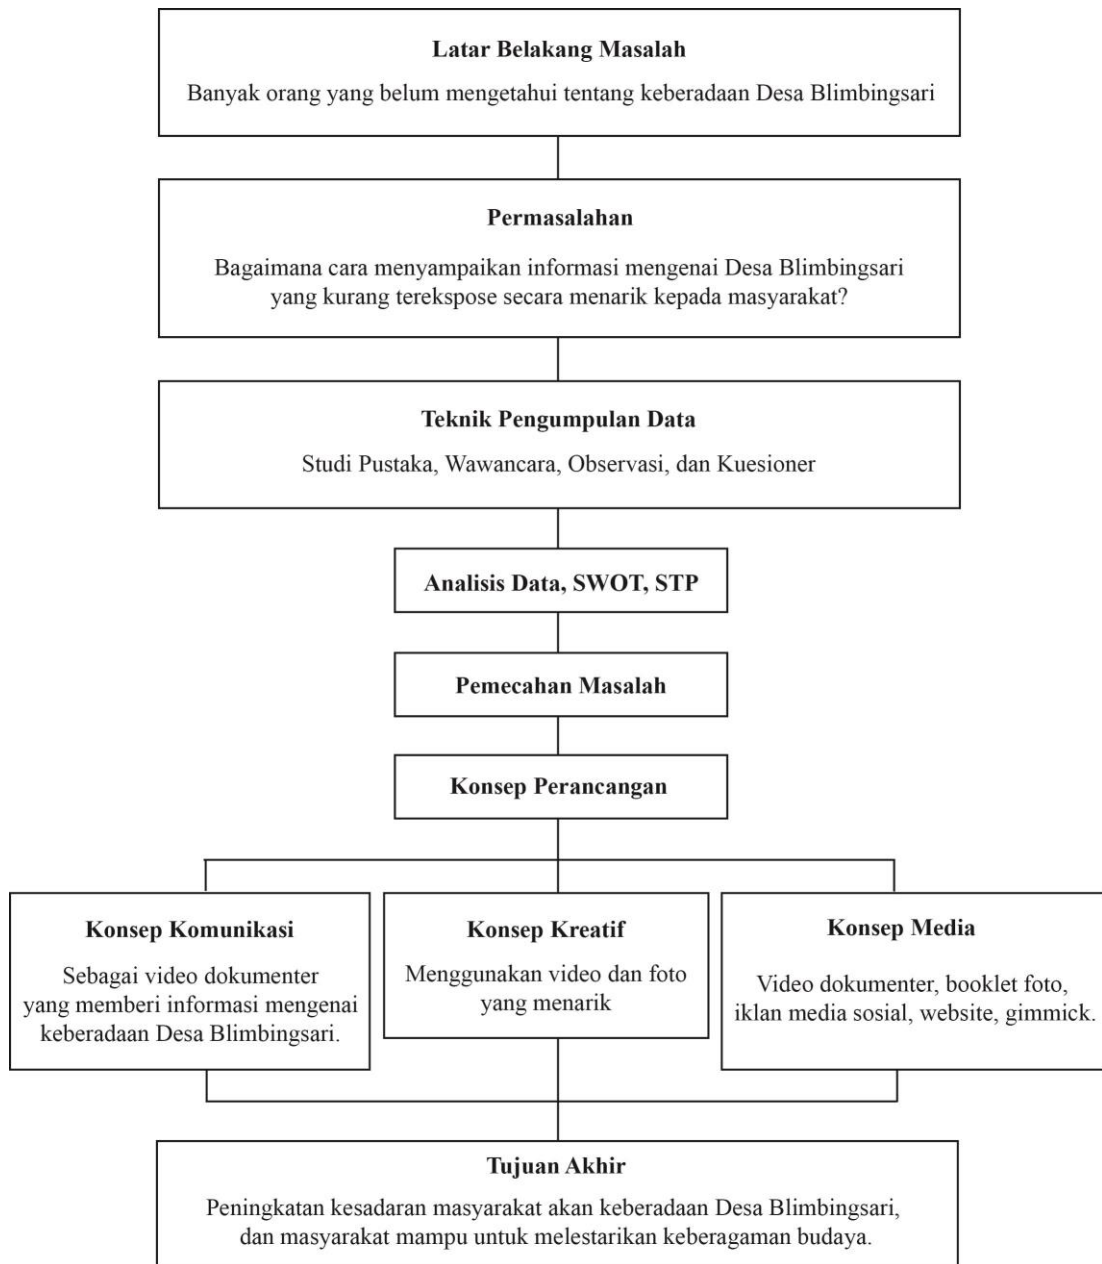 Latar Belakang Masalah
Banyak orang yang belum mengetahui tentang keberadaan Desa Blimbingsari
Permasalahan
Bagaimana cara menyampaikan informasi mengenai Desa Blimbingsari
yang kurang terekspose secara menarik kepada masyarakat?
Teknik Pengumpulan Data
Studi Pustaka, Wawancara, Observasi, dan Kuesioner
Analisis Data, SWOT, STP
Pemecahan Masalah
Konsep Perancangan
Konsep Komunikasi
Sebagai video dokumenter
yang memberi informasi mengenai
keberadaan Desa Blimbingsari.
Konsep Kreatif
Menggunakan video dan foto
yang menarik
Konsep Media
Video dokumenter, booklet foto,
iklan media sosial, website, gimmick.
Tujuan Akhir
Peningkatan kesadaran masyarakat akan keberadaan Desa Blimbingsari,
dan masyarakat mampu untuk melestarikan keberagaman budaya.